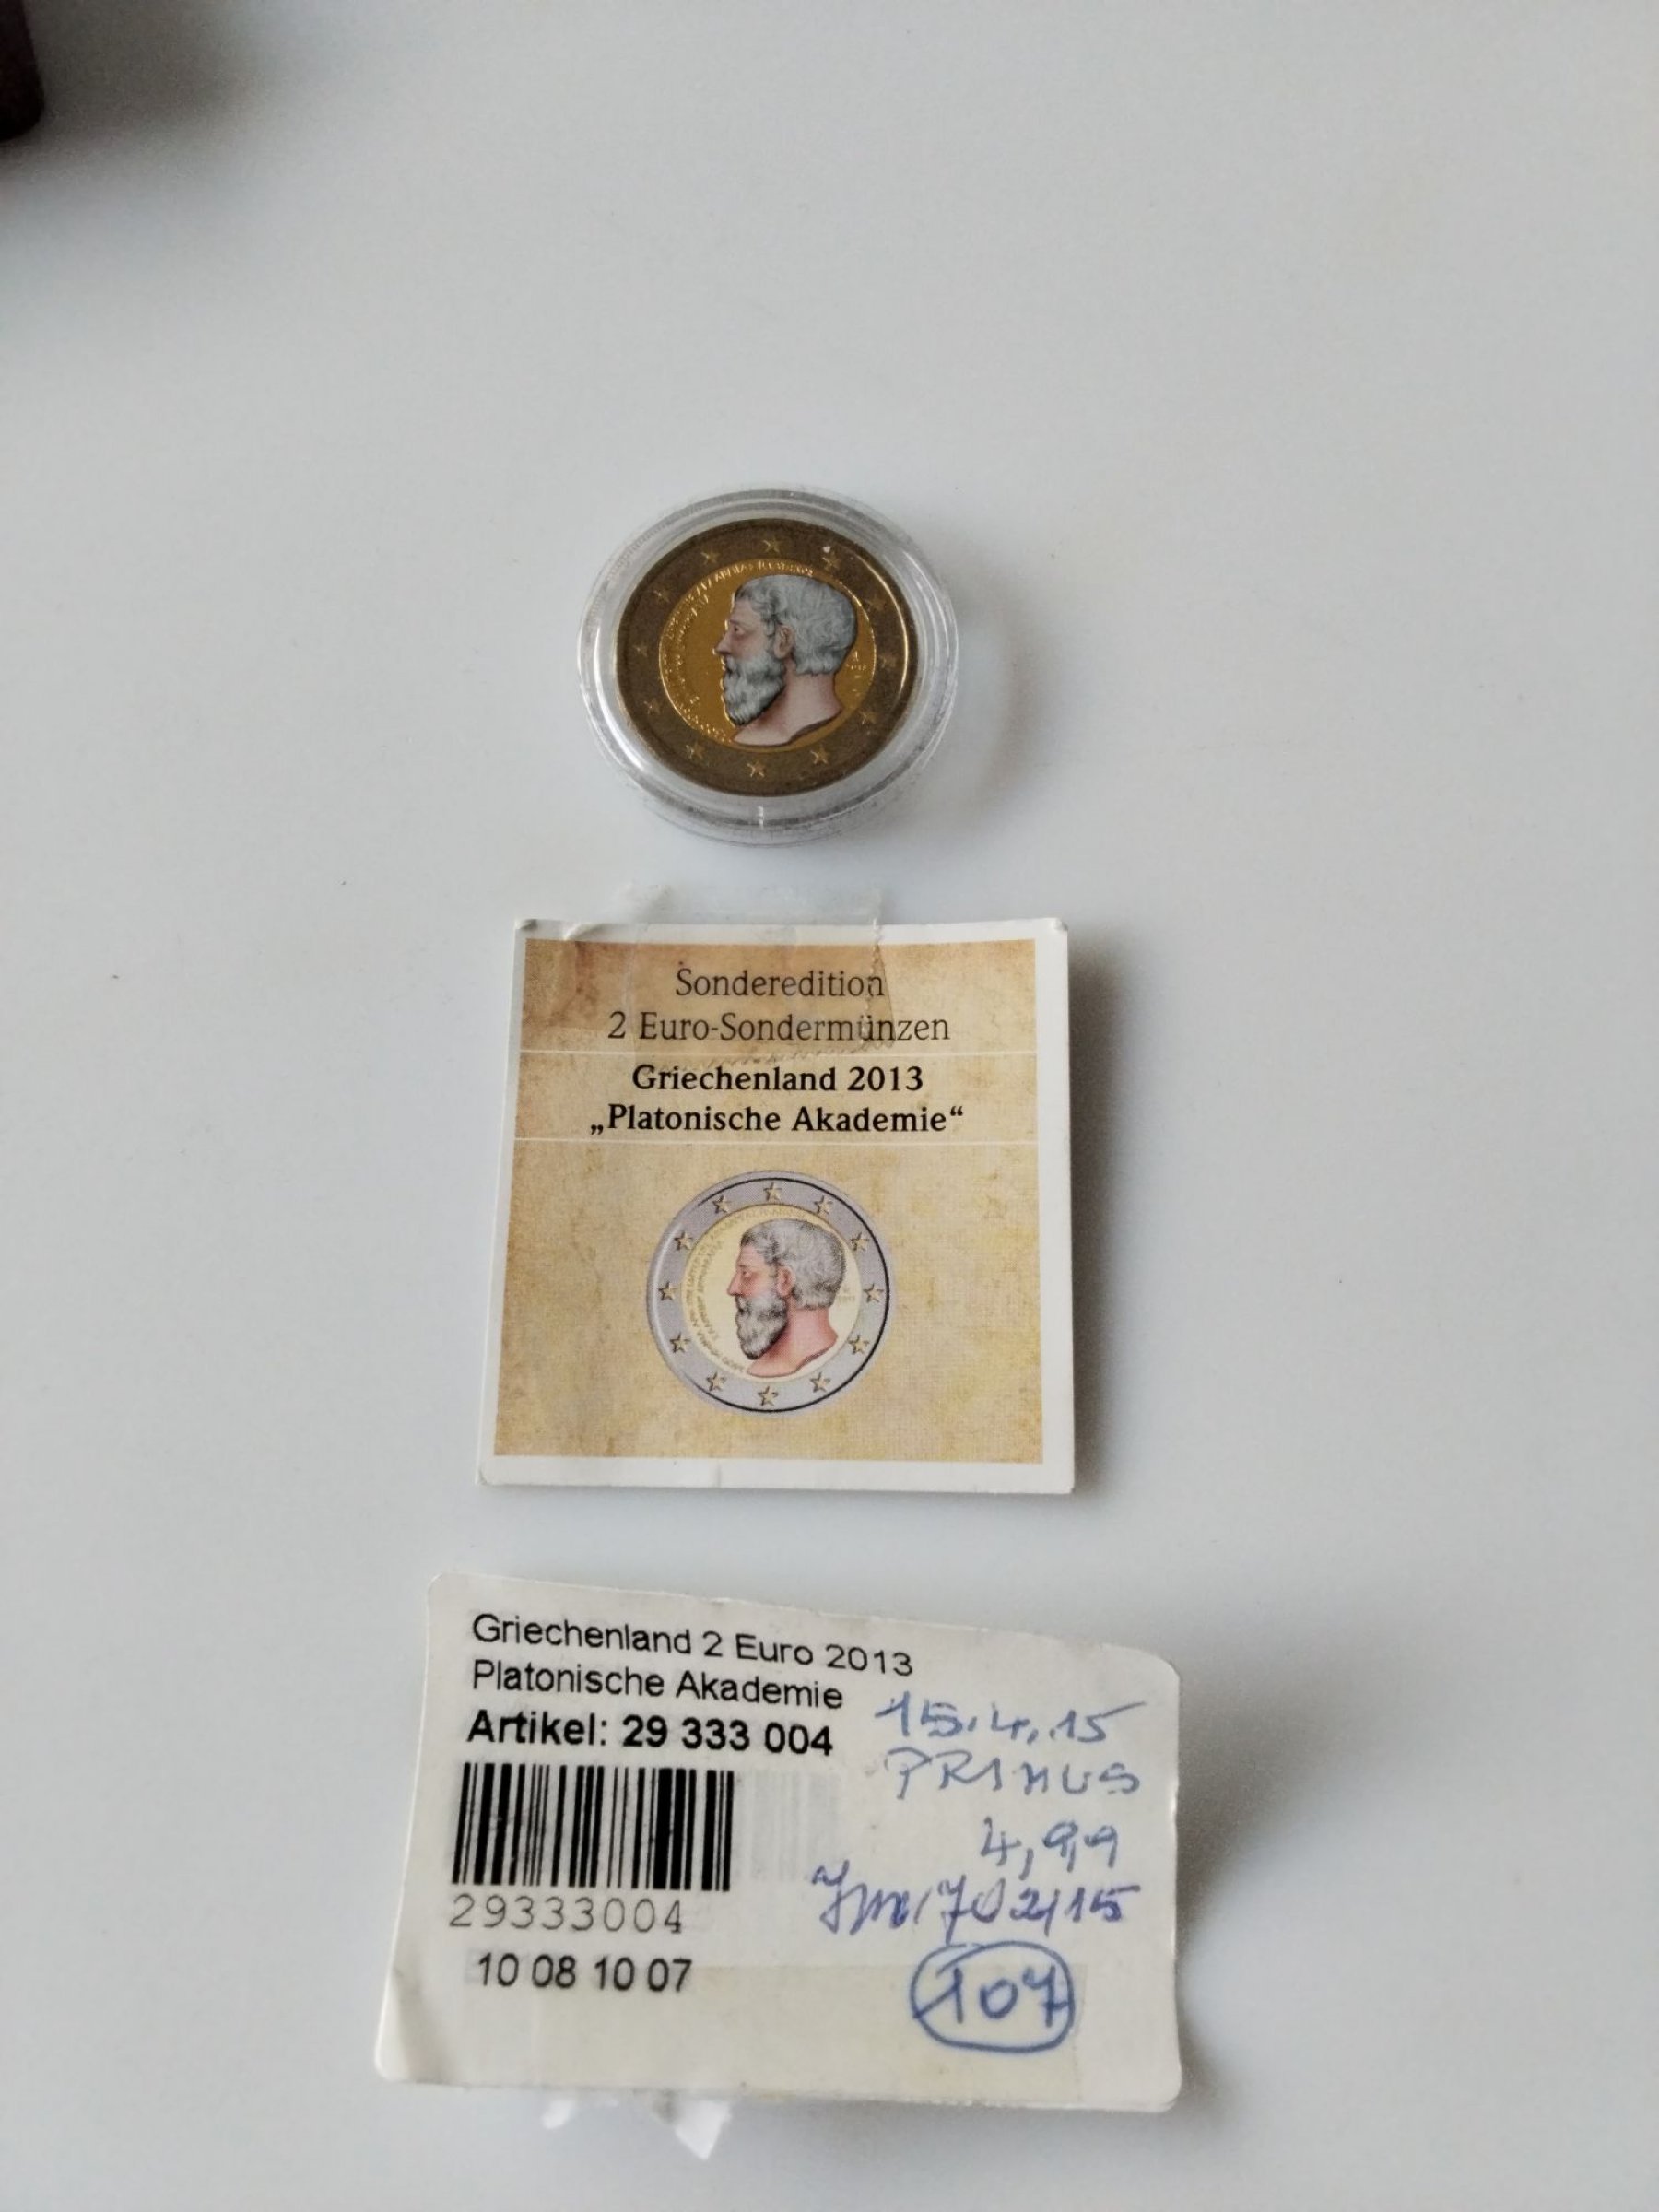 Sonderedition
2 Euro-Sondermünzen
Griechenland 2013
„Platonische Akademie“
Griechenland 2 Euro 2013
Platonische Akademie
Artikel: 29 333 004
15.4.15
PRIMUS
4,99
29333004
10 08 10 07
107